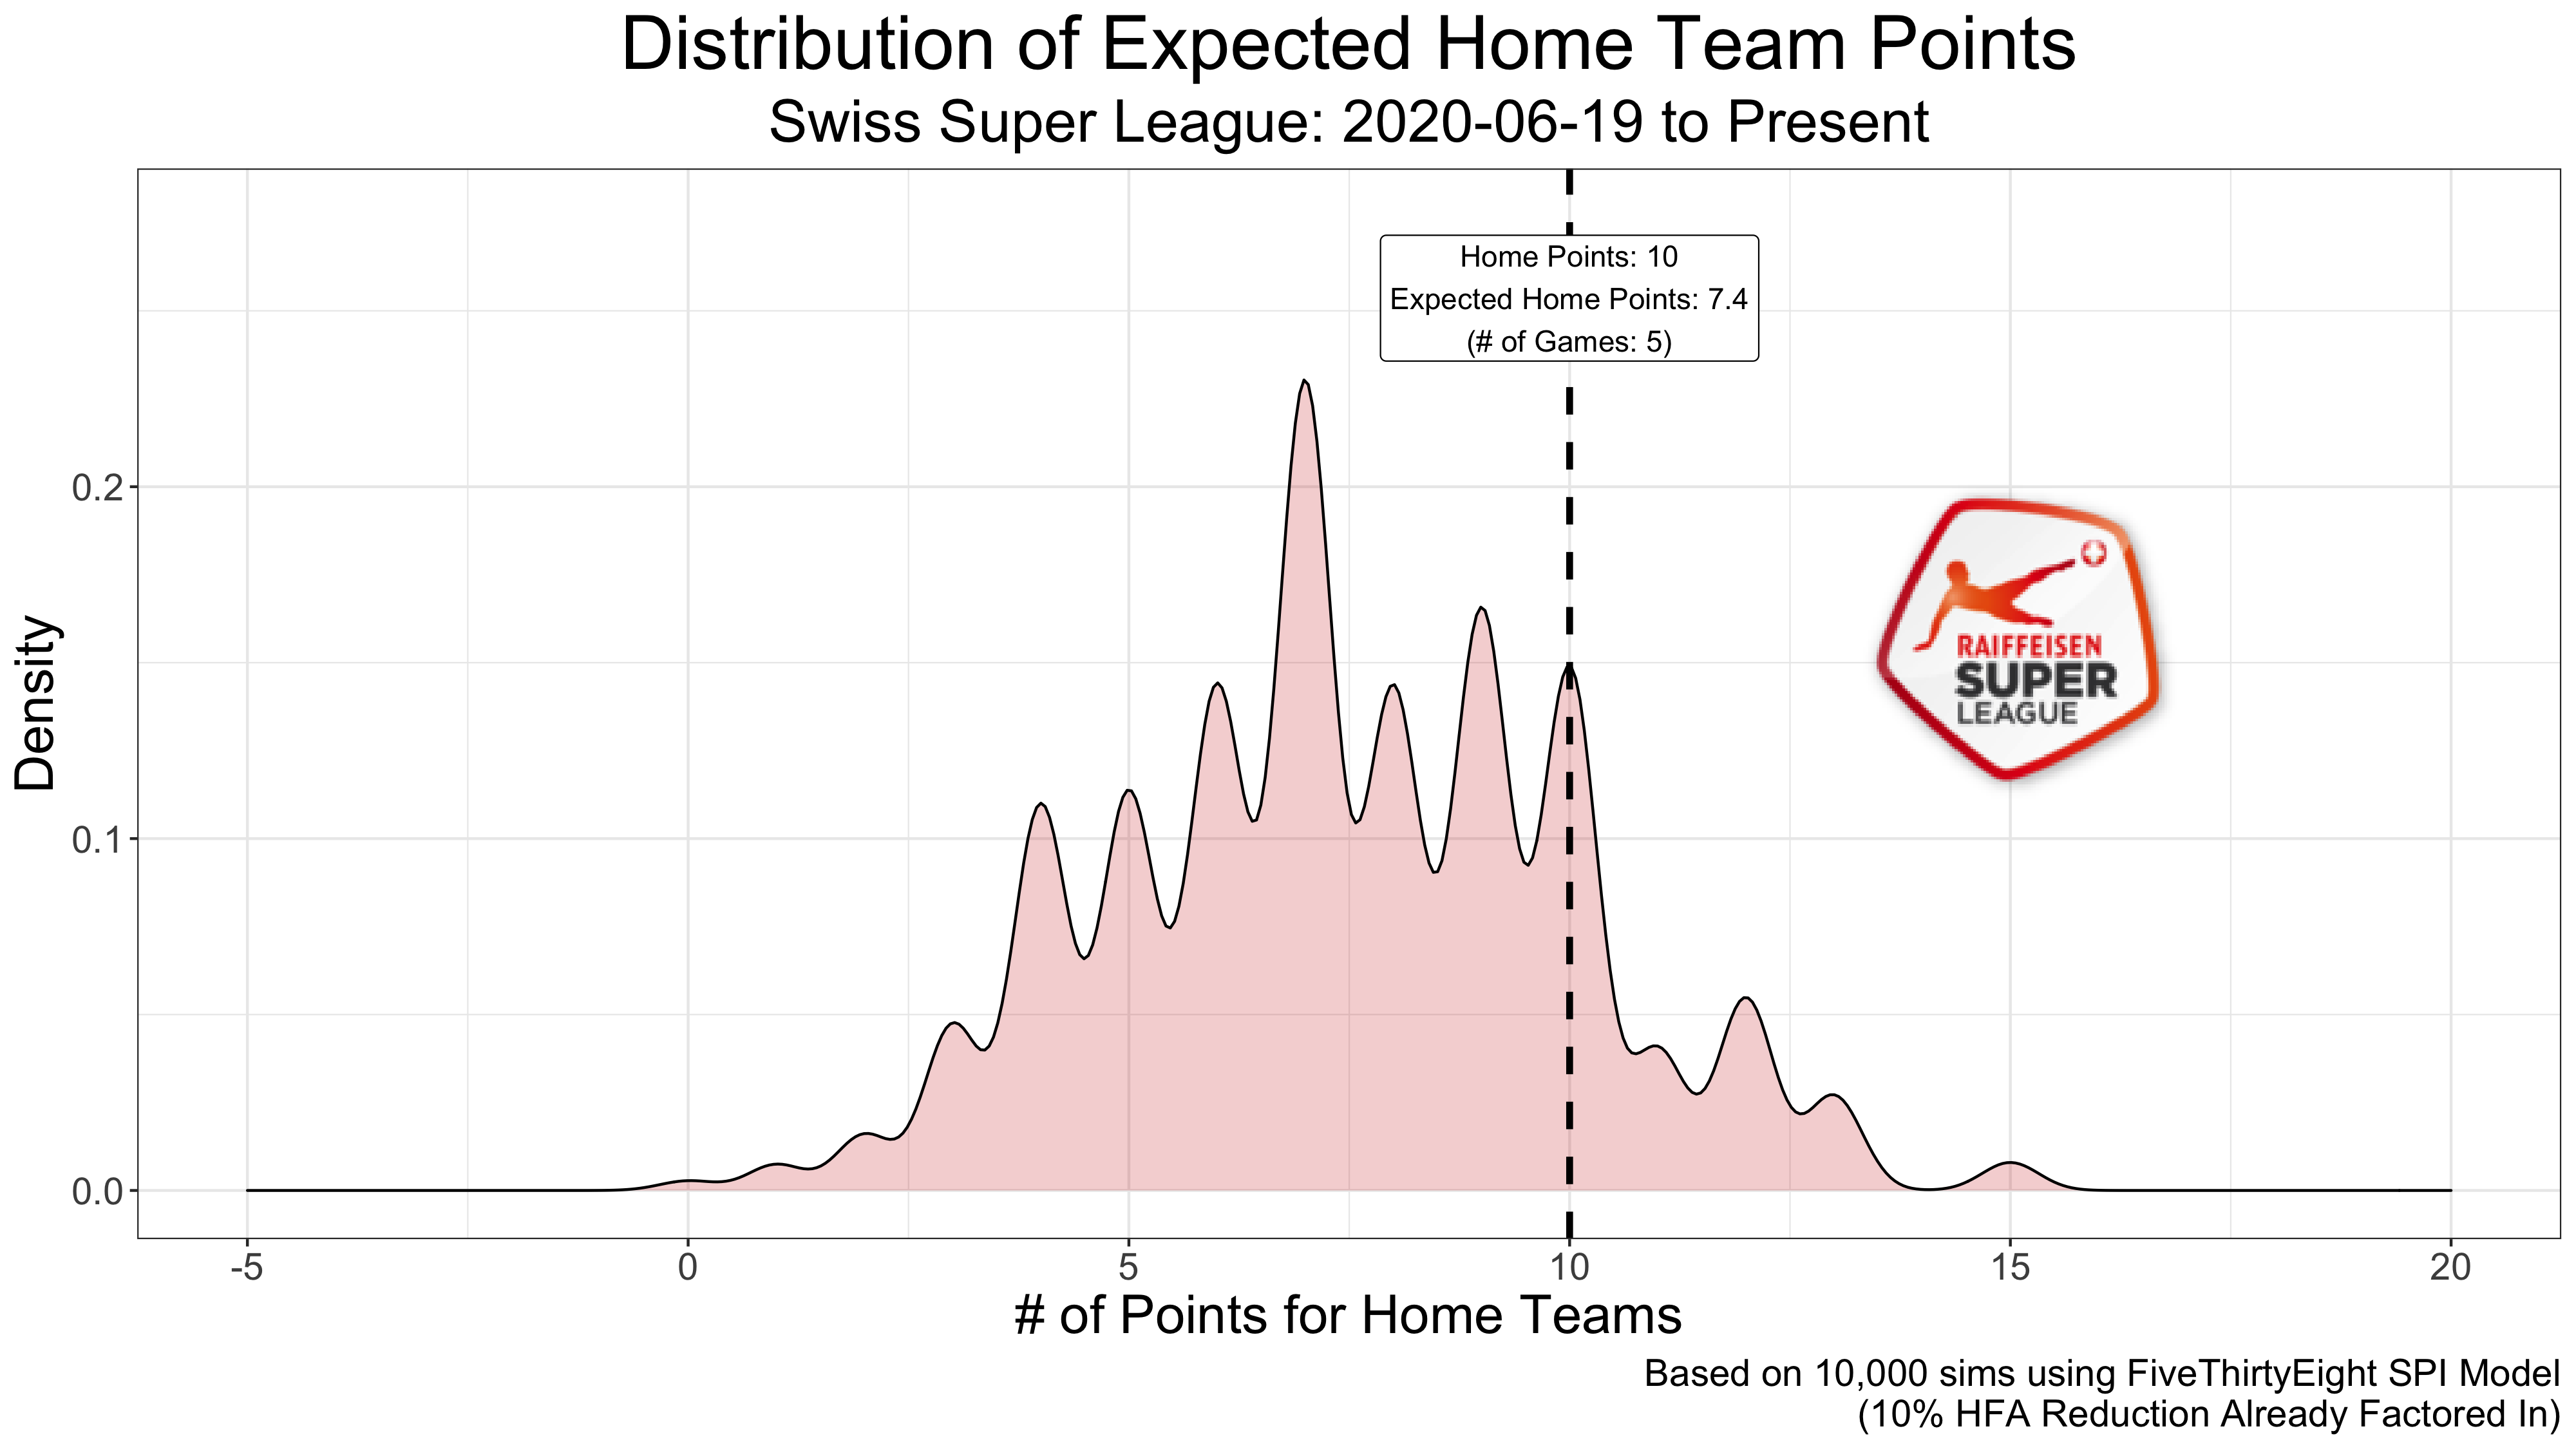 Distribution of Expected Home Team Points
Swiss Super League: 2020-06-19 to Present
Home Points: 10
Expected Home Points: 7.4
(# of Games: 5)
0.2
0.1
0.0
Density
RAIFFEISEN
SUPER
LEAGUE
-5 0 5 10 15 20
# of Points for Home Teams
Based on 10,000 sims using FiveThirtyEight SPI Model
(10% HFA Reduction Already Factored In)